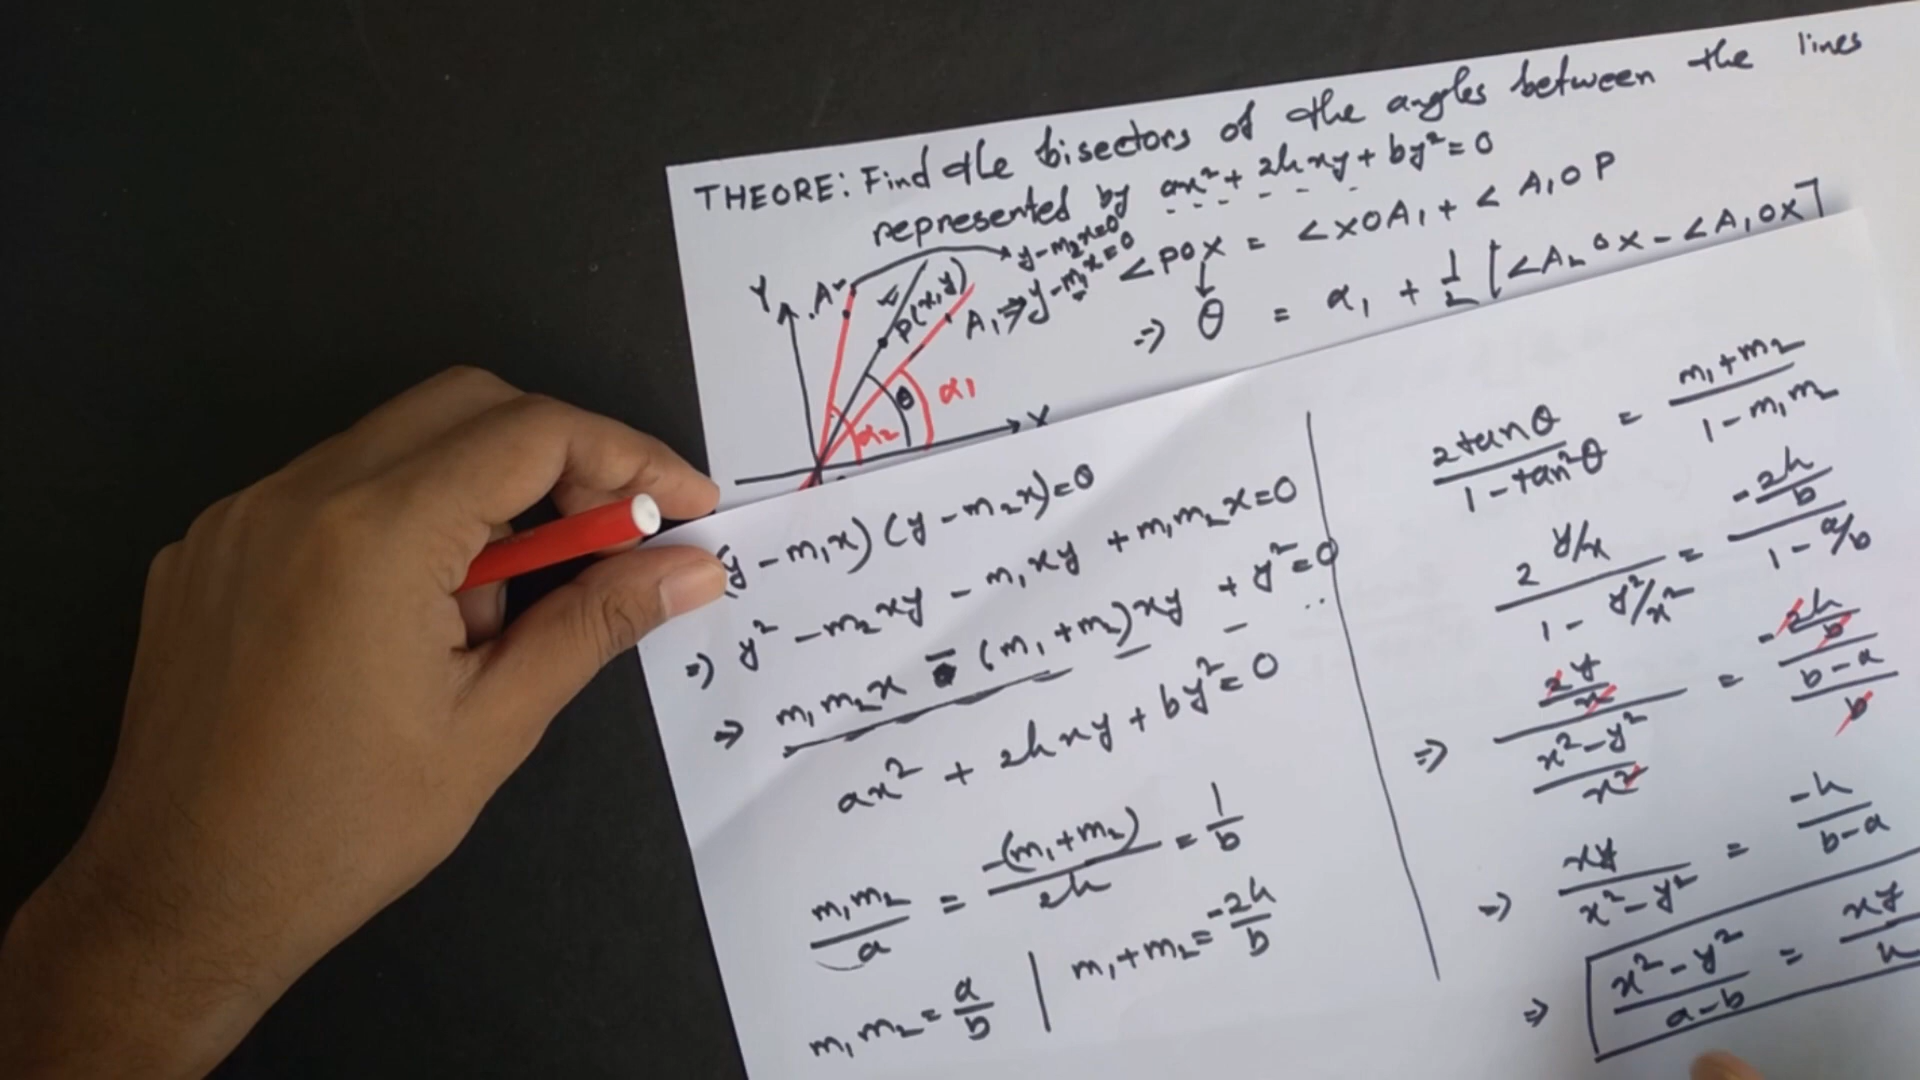 THEORE: Find the bisectors of the angles between the lines
represented by ax² + 2hxy + by² = 0
Y
A₂
y-m₂x=0
P(x,y)
A₁ ⇒ y-m₁x=0
α₁
θ
α₂
X
∠POX = ∠XOA₁ + ∠A₁OP
⇒ θ = α₁ + 1/2 [∠A₂OX - ∠A₁OX]
(y-m₁x)(y-m₂x)=0
⇒ y² - m₂xy - m₁xy + m₁m₂x=0
⇒ m₁m₂x - (m₁+m₂)xy + y²=0
ax² + 2hxy + by² = 0
m₁m₂/a = -(m₁+m₂)/2h = 1/b
m₁m₂ = a/b | m₁+m₂ = -2h/b
2tanθ/1-tan²θ = m₁+m₂/1-m₁m₂
2 y/x / 1 - y²/x² = -2h/b / 1 - a/b
⇒ 2y/x / x²-y²/x² = -2h/b / b-a/b
⇒ xy/x²-y² = -h/b-a
⇒ x²-y²/a-b = xy/h